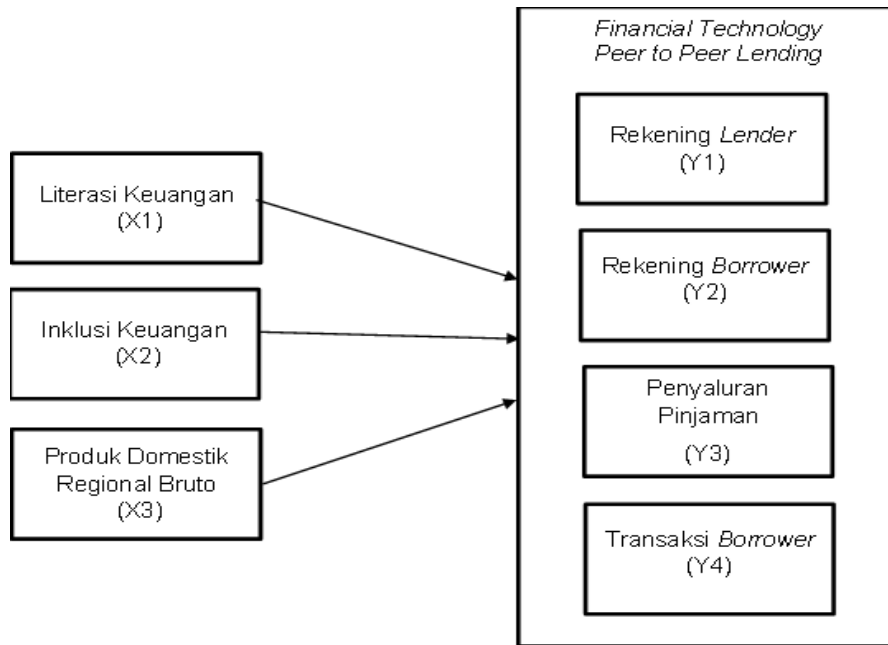 Financial Technology
Peer to Peer Lending
Literasi Keuangan
(X1)
Inklusi Keuangan
(X2)
Produk Domestik
Regional Bruto
(X3)
Rekening Lender
(Y1)
Rekening Borrower
(Y2)
Penyaluran
Pinjaman
(Y3)
Transaksi Borrower
(Y4)